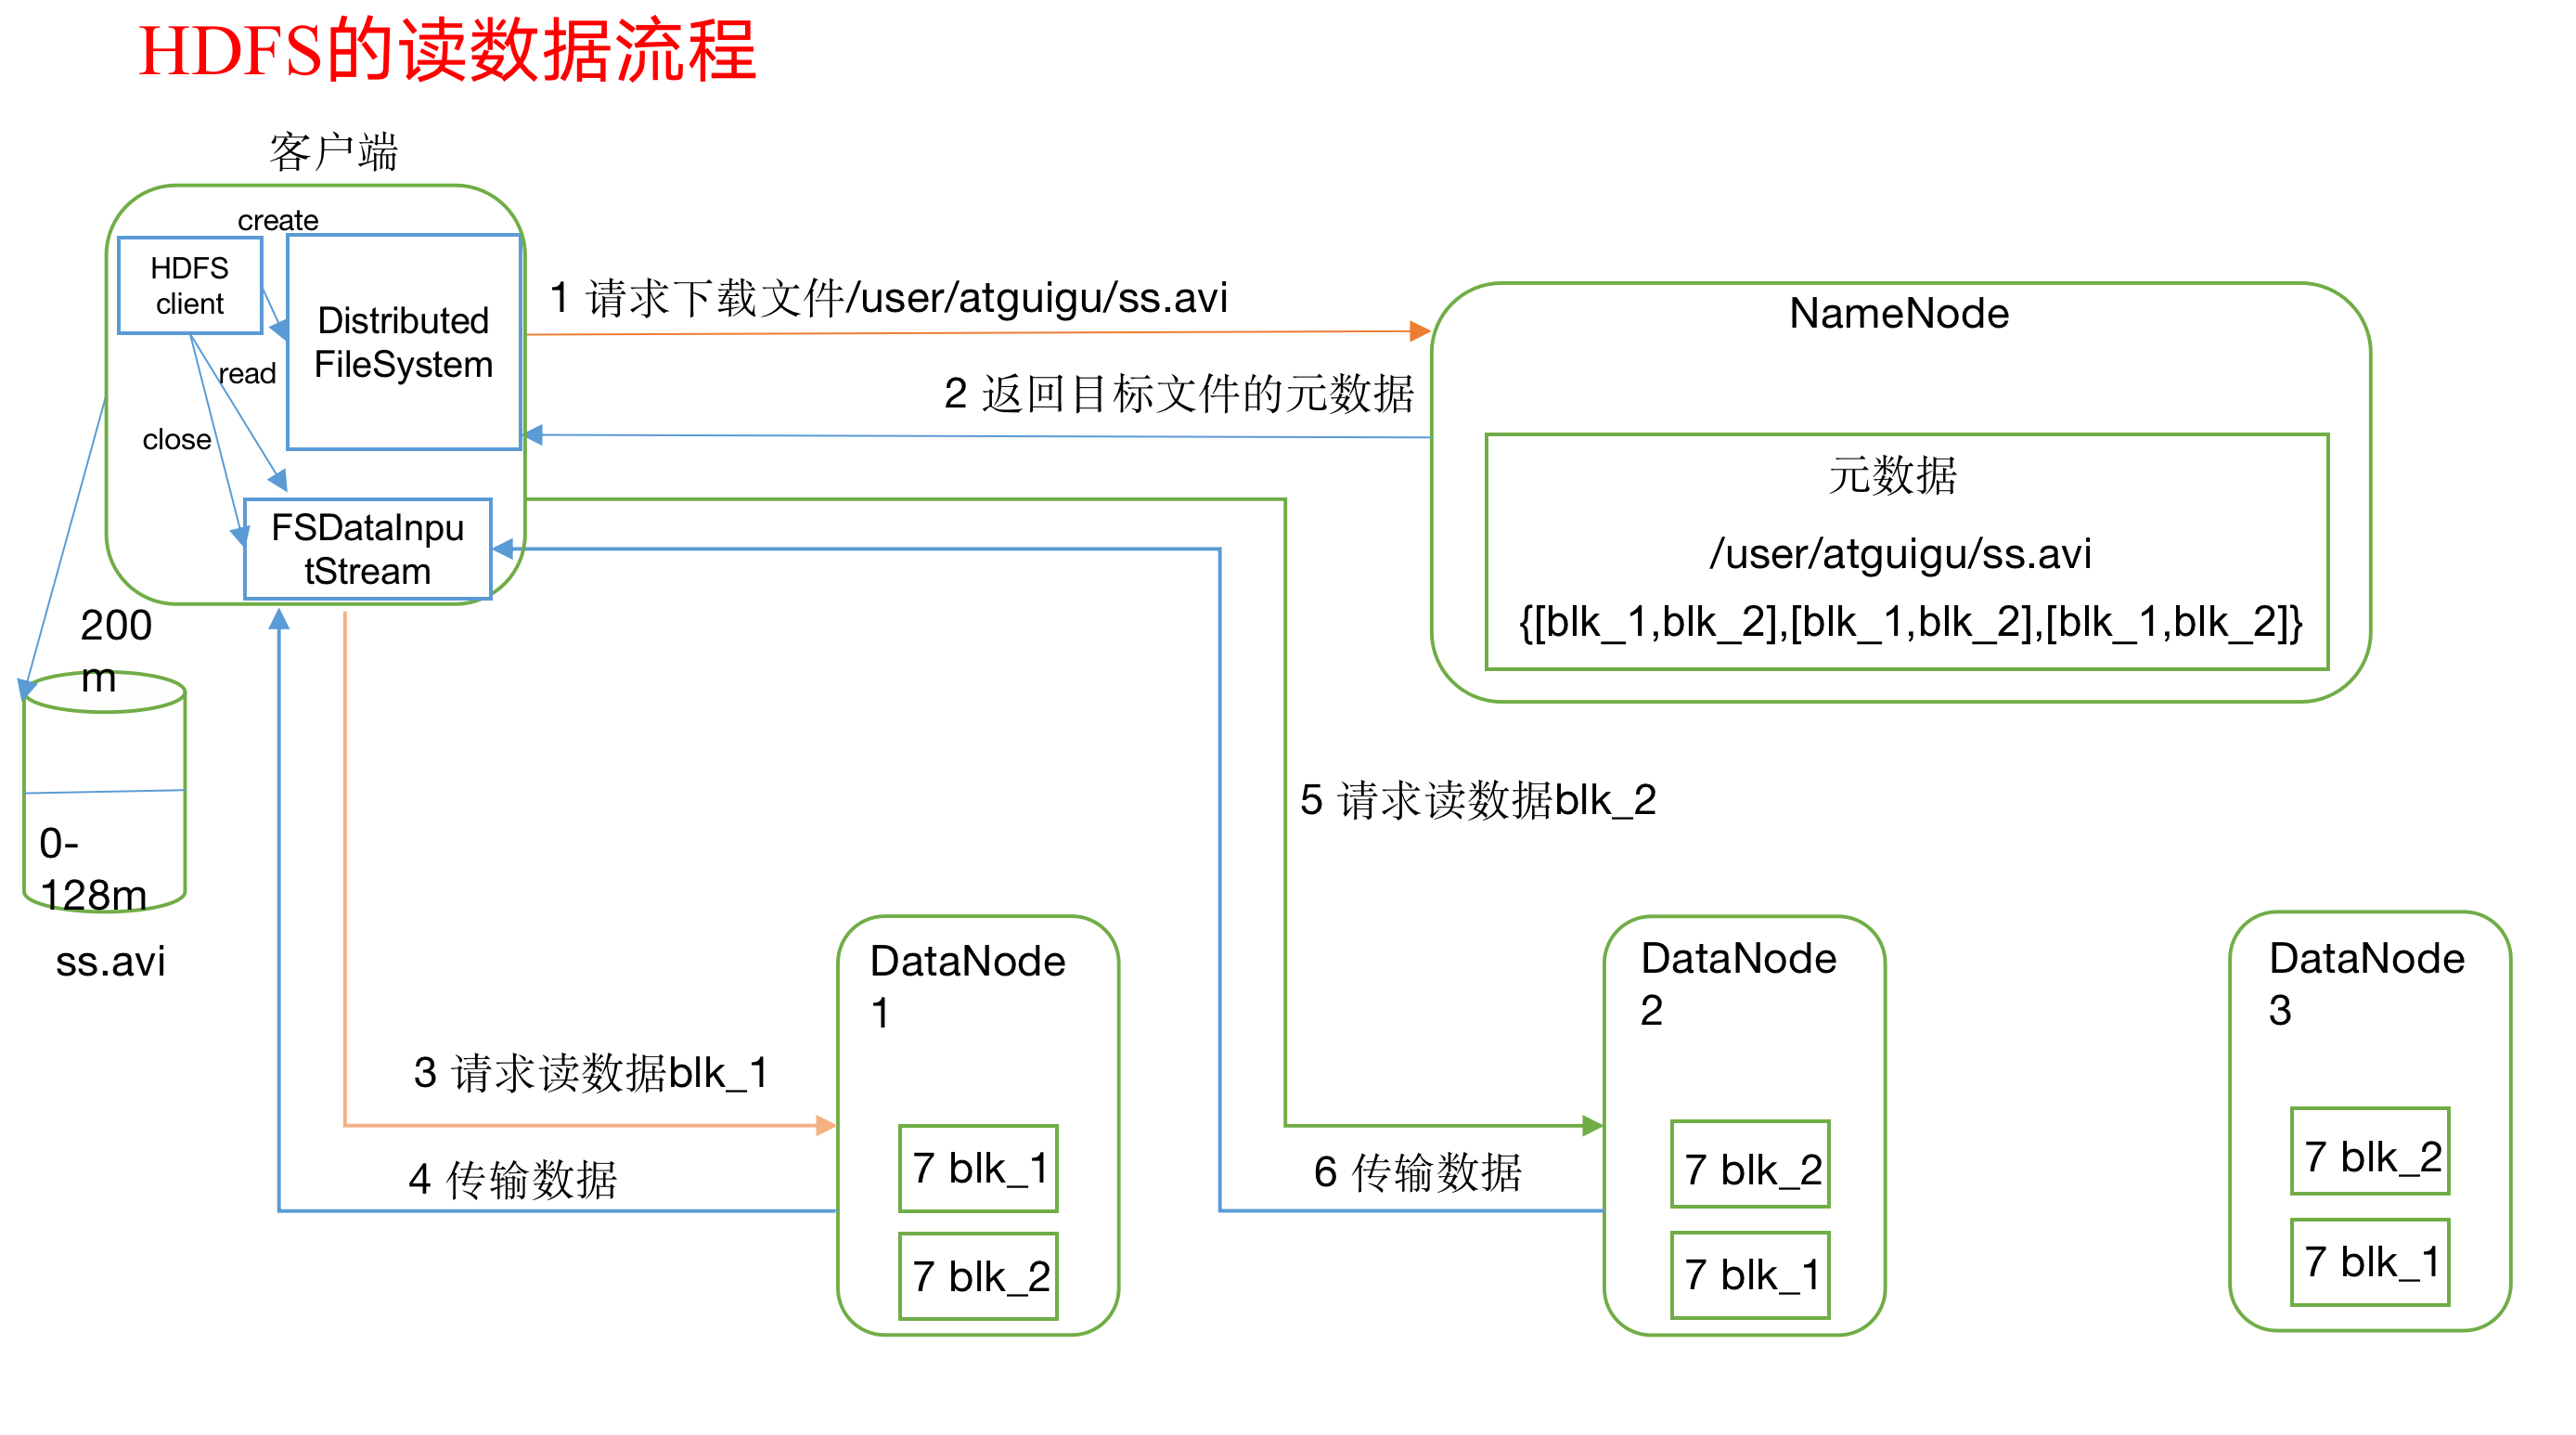 HDFS的读数据流程
客户端
create
HDFS
client
Distributed
FileSystem
read
close
FSDataInpu
tStream
1 请求下载文件/user/atguigu/ss.avi
2 返回目标文件的元数据
NameNode
元数据
/user/atguigu/ss.avi
{[blk_1,blk_2],[blk_1,blk_2],[blk_1,blk_2]}
200
m
0-
128m
ss.avi
5 请求读数据blk_2
3 请求读数据blk_1
4 传输数据
6 传输数据
DataNode
1
7 blk_1
7 blk_2
DataNode
2
7 blk_2
7 blk_1
DataNode
3
7 blk_2
7 blk_1